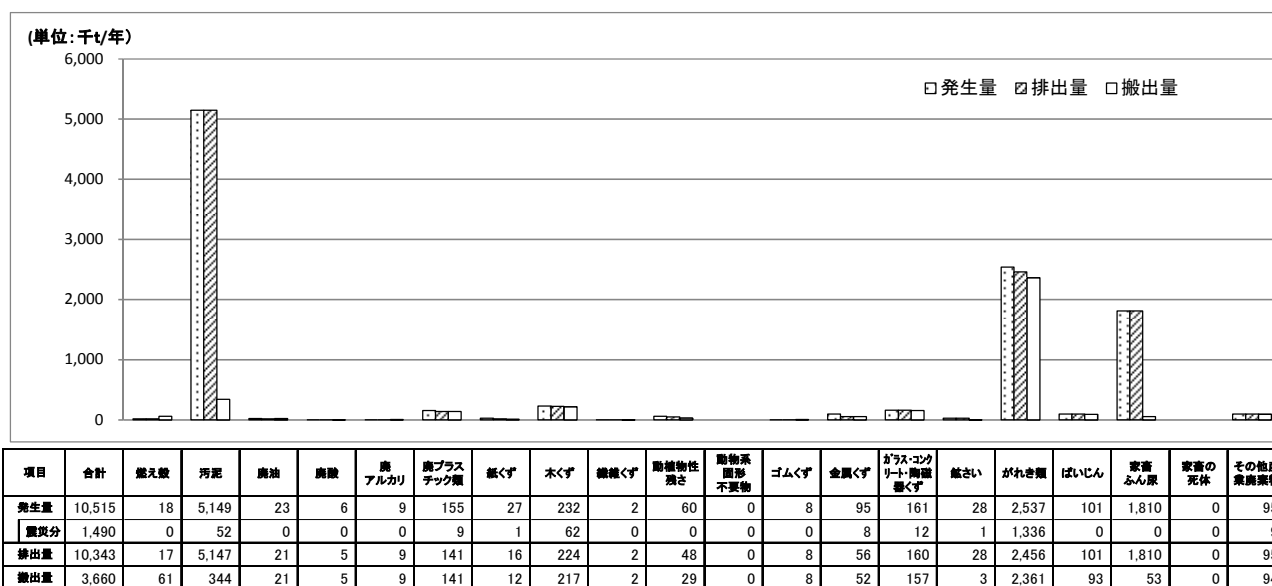 (単位:千t/年)
6,000
5,000
4,000
3,000
2,000
1,000
0
発生量 排出量 搬出量
項目 合計 燃え殻 汚泥 廃油 廃酸 廃アルカリ 廃プラスチック類 紙くず 木くず 繊維くず 動植物性残さ 動物系固形不要物 ゴムくず 金属くず ガラス・コンクリート・陶磁器くず 鉱さい がれき類 ばいじん 家畜ふん尿 家畜の死体 その他
発生量 10,515 18 5,149 23 6 9 155 27 232 2 60 0 8 95 161 28 2,537 101 1,810 0
震災分 1,490 0 52 0 0 0 9 1 62 0 0 0 0 8 12 1 1,336 0 0 0
排出量 10,343 17 5,147 21 5 9 141 16 224 2 48 0 8 56 160 28 2,456 101 1,810 0
搬出量 3,660 61 344 21 5 9 141 12 217 2 29 0 8 52 157 3 2,361 93 53 0